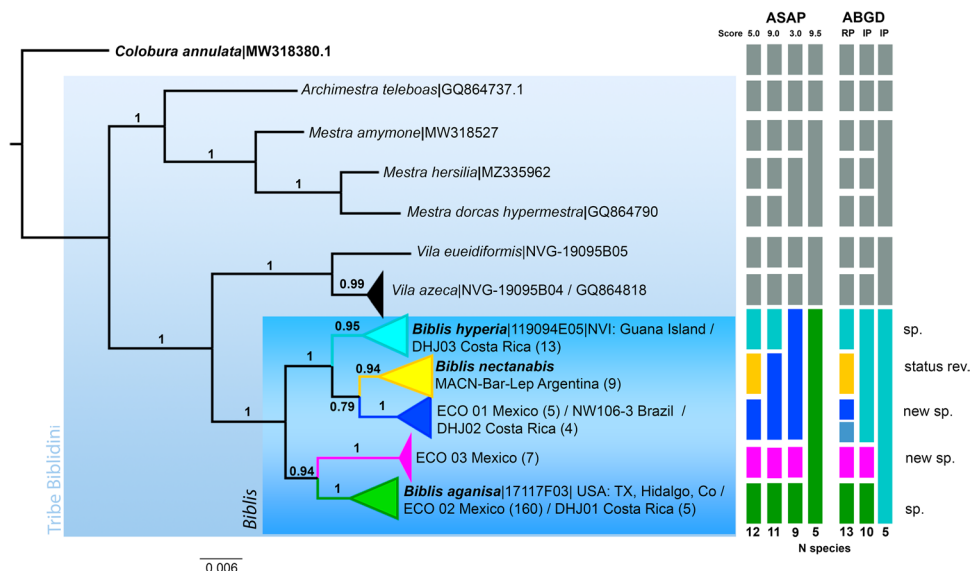 ASAP ABGD
Score 5.0 9.0 3.0 9.5 RP IP IP
Colobura annulata|MW318380.1
Archimestra teleboas|GQ864737.1
1
Mestra amymone|MW318527
1
Mestra hersilia|MZ335962
1
Mestra dorcas hypermestra|GQ864790
Vila eueidiformis|NVG-19095B05
1
0.99
Vila azeca|NVG-19095B04 / GQ864818
0.95
Biblis hyperia|119094E05|NVI: Guana Island /
DHJ03 Costa Rica (13)
sp.
1
1
0.94
Biblis nectanabis
MACN-Bar-Lep Argentina (9)
status rev.
0.79
1
ECO 01 Mexico (5) / NW106-3 Brazil /
DHJ02 Costa Rica (4)
new sp.
1
1
ECO 03 Mexico (7)
new sp.
0.94
1
Biblis aganisa|17117F03| USA: TX, Hidalgo, Co /
ECO 02 Mexico (160) / DHJ01 Costa Rica (5)
sp.
Tribe Biblidini
Biblis
12 11 9 5 13 10 5
N species
0.006